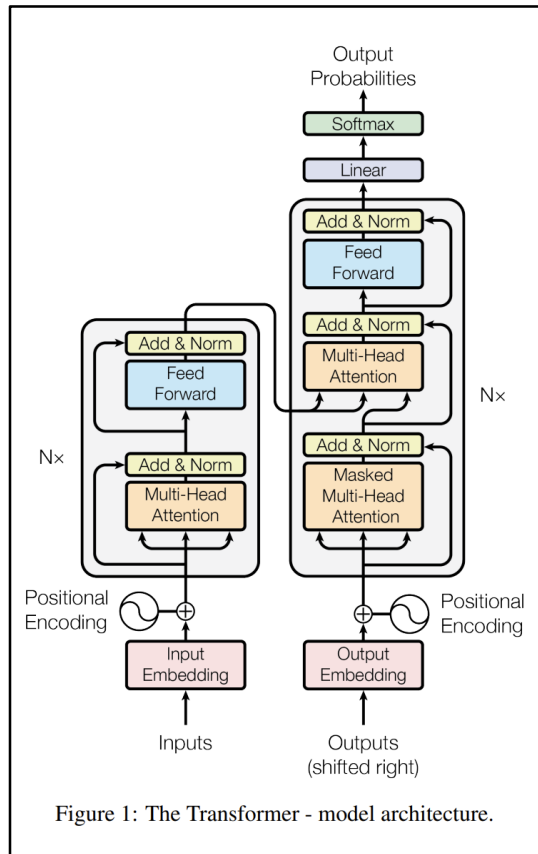 Output
Probabilities
Softmax
Linear
Add & Norm
Feed
Forward
Add & Norm
Multi-Head
Attention
Add & Norm
Masked
Multi-Head
Attention
N×
Add & Norm
Feed
Forward
N×
Add & Norm
Multi-Head
Attention
Positional
Encoding
Positional
Encoding
Input
Embedding
Output
Embedding
Inputs
Outputs
(shifted right)
Figure 1: The Transformer - model architecture.